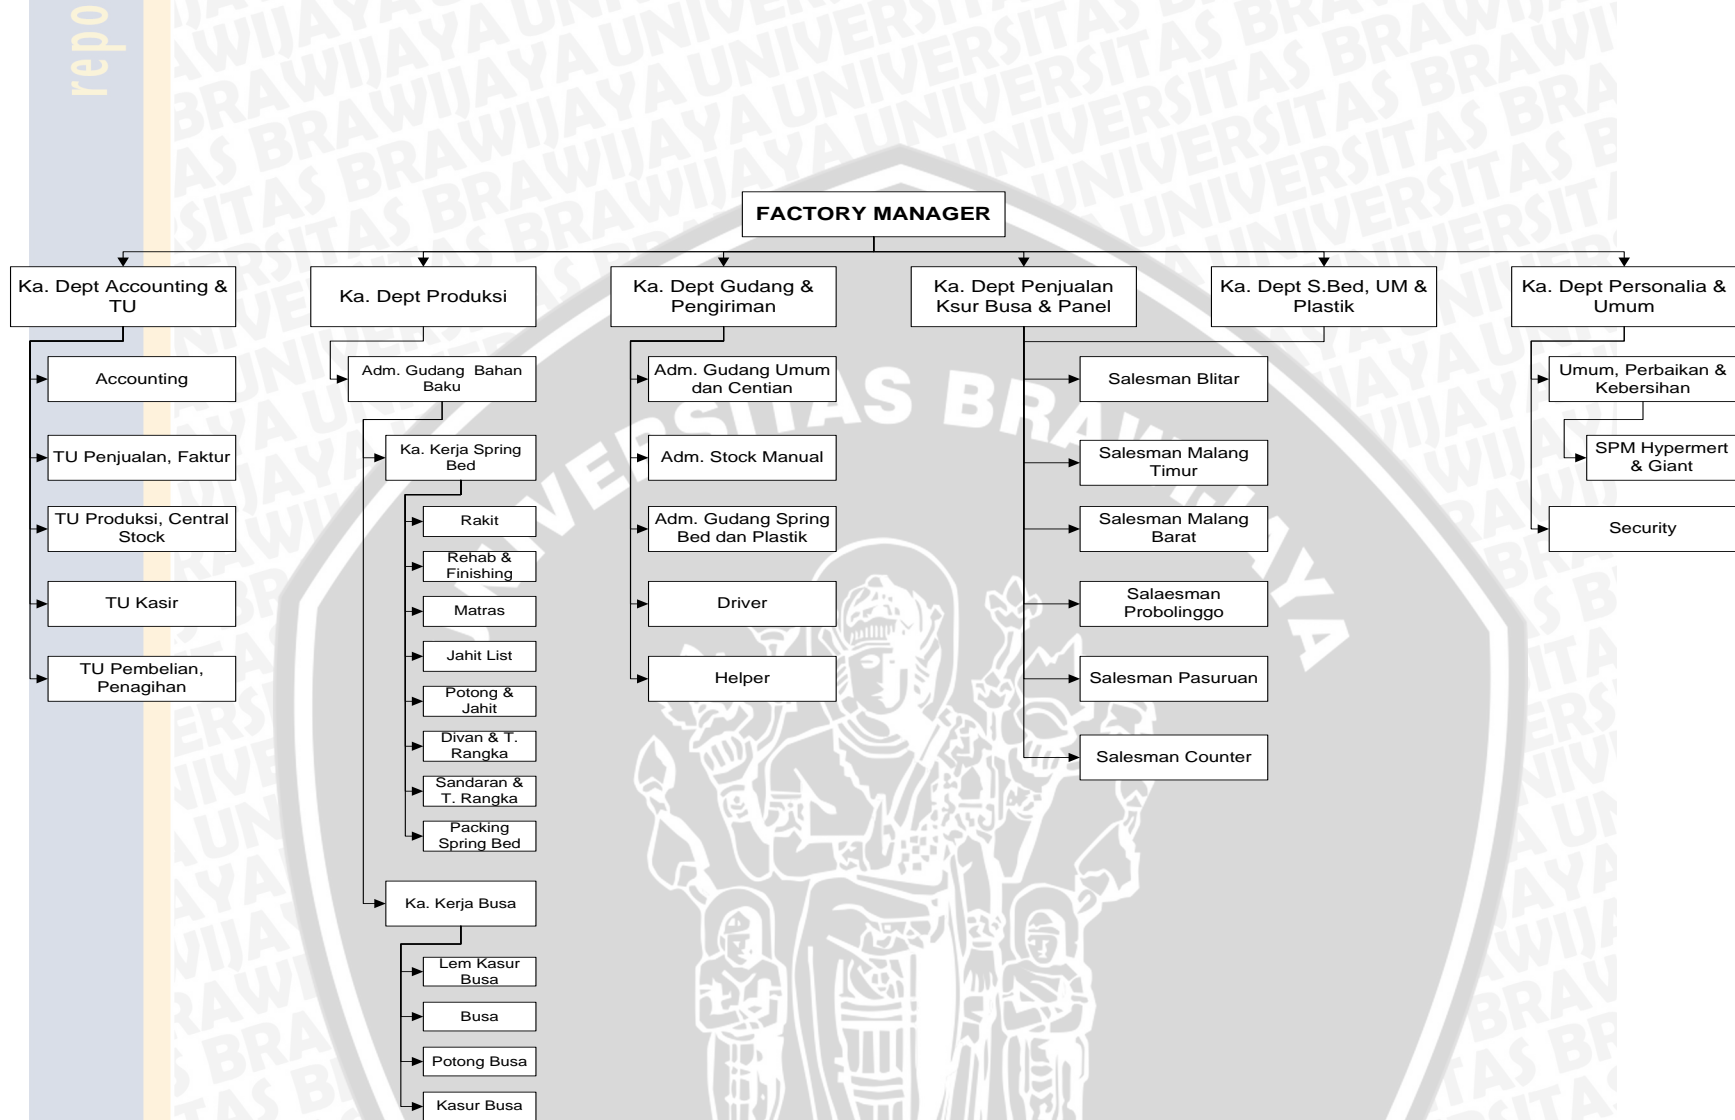 repo
FACTORY MANAGER
Ka. Dept Accounting &
TU
Ka. Dept Produksi
Ka. Dept Gudang &
Pengiriman
Ka. Dept Penjualan
Ksur Busa & Panel
Ka. Dept S.Bed, UM &
Plastik
Ka. Dept Personalia &
Umum
Accounting
TU Penjualan, Faktur
TU Produksi, Central
Stock
TU Kasir
TU Pembelian,
Penagihan
Adm. Gudang Bahan
Baku
Ka. Kerja Spring
Bed
Rakit
Rehab &
Finishing
Matras
Jahit List
Potong &
Jahit
Divan & T.
Rangka
Sandaran &
T. Rangka
Packing
Spring Bed
Ka. Kerja Busa
Lem Kasur
Busa
Busa
Potong Busa
Kasur Busa
Adm. Gudang Umum
dan Centian
Adm. Stock Manual
Adm. Gudang Spring
Bed dan Plastik
Driver
Helper
Salesman Blitar
Salesman Malang
Timur
Salesman Malang
Barat
Salaesman
Probolinggo
Salesman Pasuruan
Salesman Counter
Umum, Perbaikan &
Kebersihan
SPM Hypermert
& Giant
Security
UNIVERSITAS BRAWIJAYA